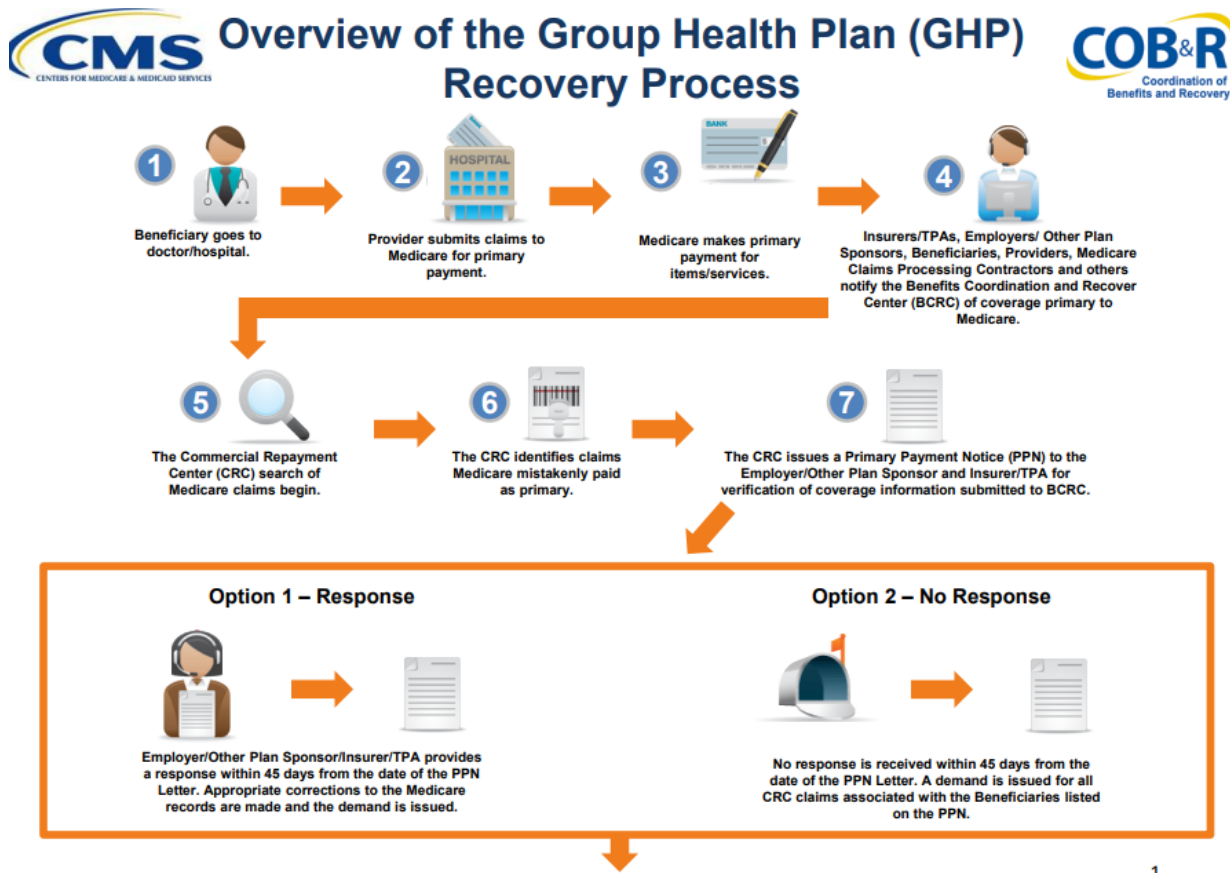 CMS
CENTERS FOR MEDICARE & MEDICAID SERVICES
Overview of the Group Health Plan (GHP)
Recovery Process
COB&R
Coordination of
Benefits and Recovery
1
Beneficiary goes to
doctor/hospital.
2
HOSPITAL
Provider submits claims to
Medicare for primary
payment.
3
BANK
Medicare makes primary
payment for
items/services.
4
Insurers/TPAs, Employers/ Other Plan
Sponsors, Beneficiaries, Providers, Medicare
Claims Processing Contractors and others
notify the Benefits Coordination and Recover
Center (BCRC) of coverage primary to
Medicare.
5
The Commercial Repayment
Center (CRC) search of
Medicare claims begin.
6
The CRC identifies claims
Medicare mistakenly paid
as primary.
7
The CRC issues a Primary Payment Notice (PPN) to the
Employer/Other Plan Sponsor and Insurer/TPA for
verification of coverage information submitted to BCRC.
Option 1 – Response
Employer/Other Plan Sponsor/Insurer/TPA provides
a response within 45 days from the date of the PPN
Letter. Appropriate corrections to the Medicare
records are made and the demand is issued.
Option 2 – No Response
No response is received within 45 days from the
date of the PPN Letter. A demand is issued for all
CRC claims associated with the Beneficiaries listed
on the PPN.
1